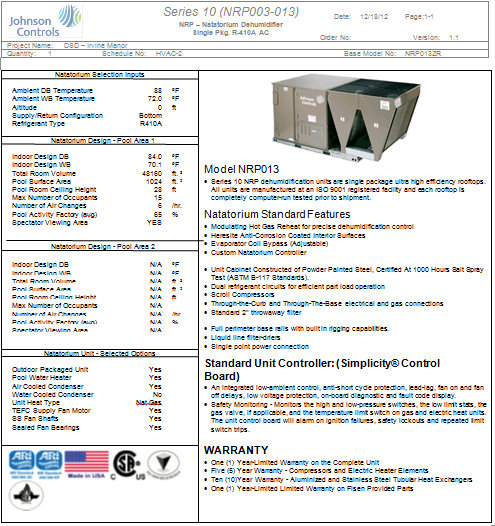 Johnson Controls
Series 10 (NRP003-013)
NRP – Natatorium Dehumidifier
Single Pkg. R-410A AC
Date: 12/18/12 Page:1-1
Order No: Version: 1.1
Project Name: DSD – Irvine Manor
Quantity: 1 Schedule No: HVAC-2 Base Model No: NRP013ZR
Natatorium Selection Inputs
Ambient DB Temperature 88 ºF
Ambient WB Temperature 72.0 ºF
Altitude 0 ft
Supply/Return Configuration Bottom
Refrigerant Type R410A
Natatorium Design - Pool Area 1
Indoor Design DB 84.0 ºF
Indoor Design WB 70.1 ºF
Total Room Volume 48160 ft. ³
Pool Surface Area 1024 ft. ²
Pool Room Ceiling Height 28 ft
Max Number of Occupants 15
Number of Air Changes 6 /hr.
Pool Activity Factor (avg) 65 %
Spectator Viewing Area YES
Natatorium Design - Pool Area 2
Indoor Design DB N/A ºF
Indoor Design WB N/A ºF
Total Room Volume N/A ft. ³
Pool Surface Area N/A ft. ²
Pool Room Ceiling Height N/A ft
Max Number of Occupants N/A
Number of Air Changes N/A /hr
Pool Activity Factor (avg) N/A %
Spectator Viewing Area N/A
Natatorium Unit - Selected Options
Outdoor Packaged Unit Yes
Pool Water Heater Yes
Air Cooled Condenser Yes
Water Cooled Condenser No
Unit Heat Type Nat-Gas
TEFC Supply Fan Motor Yes
SS Fan Shafts Yes
Sealed Fan Bearings Yes
Made in U.S.A.
Model NRP013
• Series 10 NRP dehumidification units are single package ultra high efficiency rooftops.
All units are manufactured at an ISO 9001 registered facility and each rooftop is
completely compute-run tested prior to shipment.
Natatorium Standard Features
• Modulating Hot Gas Reheat for precise dehumidification control
• Heresite Anti-Corrosion Coated Interior Surfaces
• Evaporator Coil Bypass (Adjustable)
• Custom Natatorium Controller
• Unit Cabinet Constructed of Powder Painted Steel, Certified At 1000 Hours Salt Spray
Test (ASTM B-117 Standards).
• Dual refrigerant circuits for efficient part load operation
• Scroll Compressors
• Through-the-Curb and Through-The-Base electrical and gas connections
• Standard 2" throwaway filter
• Full perimeter base rails with built in rigging capabilities.
• Liquid line filter-driers
• Single point power connection
Standard Unit Controller: (Simplicity® Control
Board)
• An integrated low-ambient control, anti-short cycle protection, lead-lag, fan on and fan
off delays, low voltage protection, on-board diagnostic and fault code display.
• Safety Monitoring - Monitors the high and low-pressure switches, the low limit stats, the
gas valve, if applicable, and the temperature limit switch on gas and electric heat units.
The unit control board will alarm on ignition failures, safety lockouts and repeated limit
switch trips.
WARRANTY
• One (1) Year-Limited Warranty on the Complete Unit
• Five (5) Year Warranty - Compressors and Electric Heater Elements
• Ten (10)Year Warranty - Aluminized and Stainless Steel Tubular Heat Exchangers
• One (1) Year-Limited Limited Warranty on Flsen Provided Parts